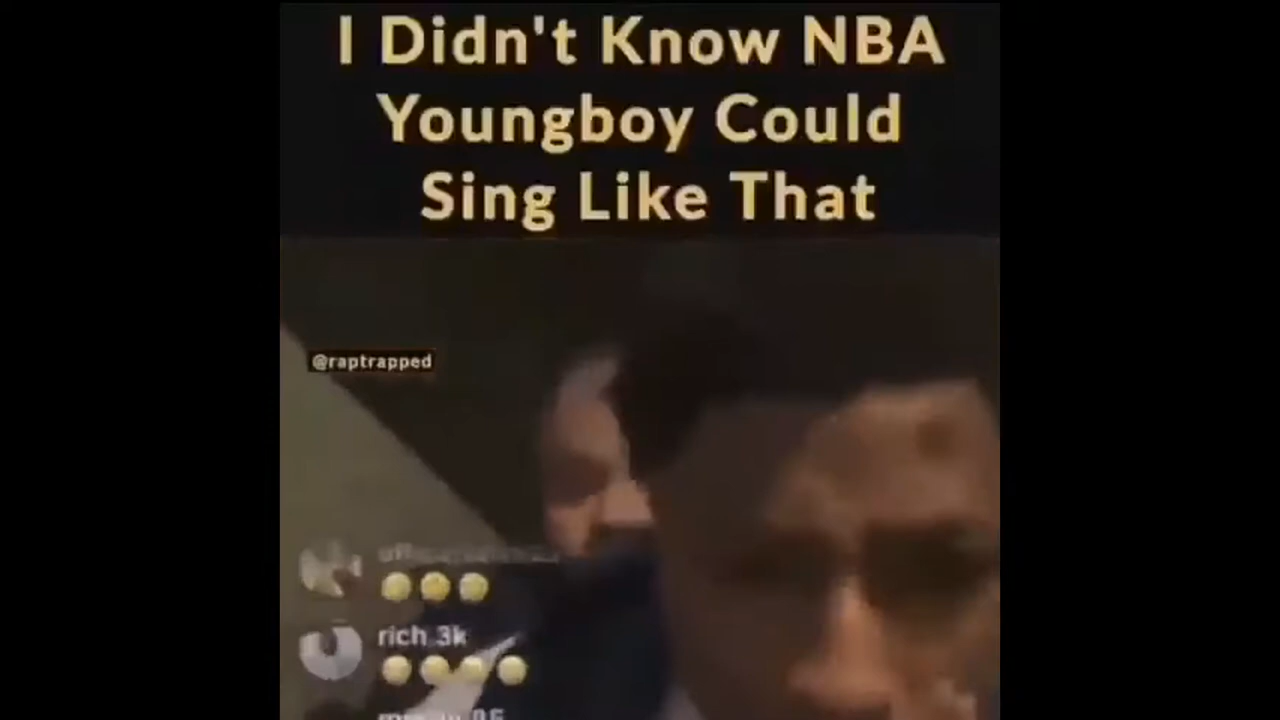 I Didn't Know NBA
Youngboy Could
Sing Like That
@raptrapped
rich 3k